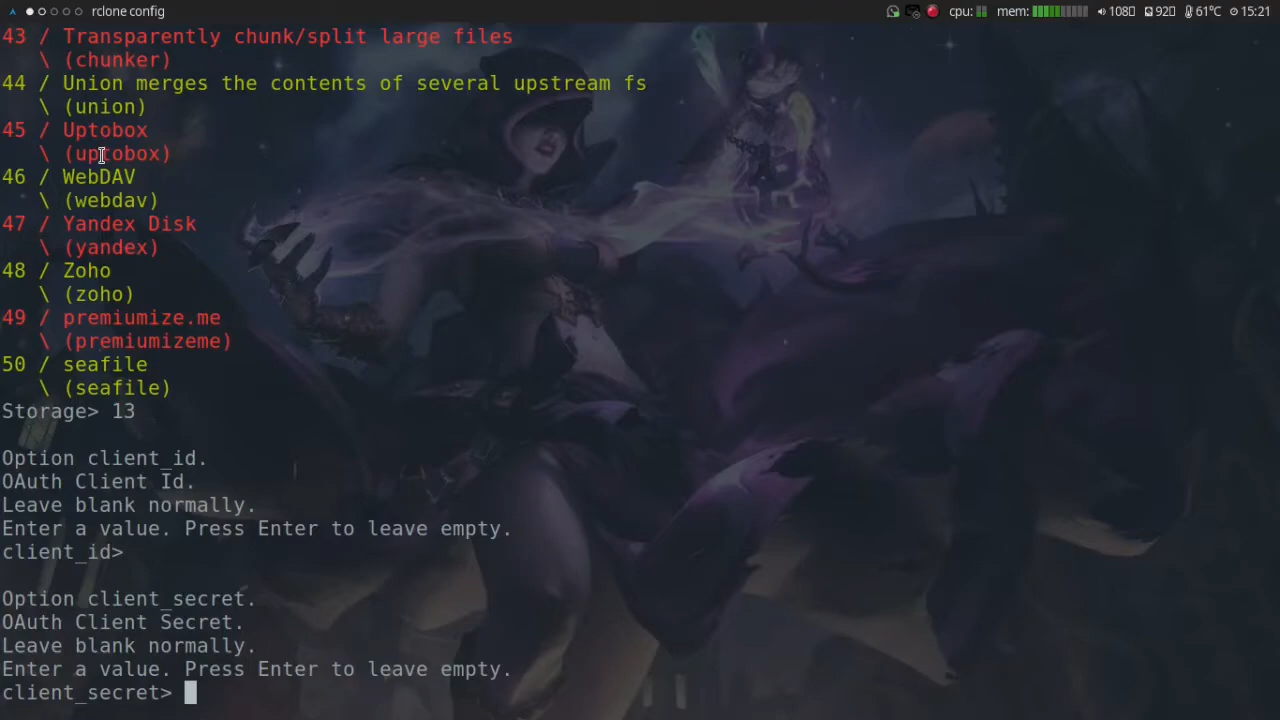 rclone config
cpu: mem: 108 92 61°C 15:21
43 / Transparently chunk/split large files
\ (chunker)
44 / Union merges the contents of several upstream fs
\ (union)
45 / Uptobox
\ (uptobox)
46 / WebDAV
\ (webdav)
47 / Yandex Disk
\ (yandex)
48 / Zoho
\ (zoho)
49 / premiumize.me
\ (premiumizeme)
50 / seafile
\ (seafile)
Storage> 13
Option client_id.
OAuth Client Id.
Leave blank normally.
Enter a value. Press Enter to leave empty.
client_id>
Option client_secret.
OAuth Client Secret.
Leave blank normally.
Enter a value. Press Enter to leave empty.
client_secret>